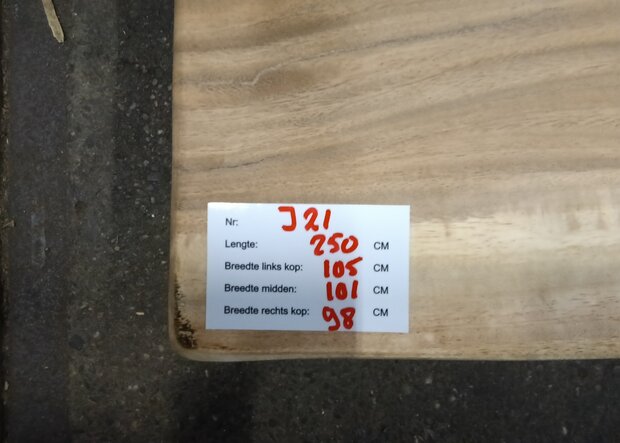 Nr: J21
Lengte: 250 CM
Breedte links kop: 105 CM
Breedte midden: 101 CM
Breedte rechts kop: 98 CM